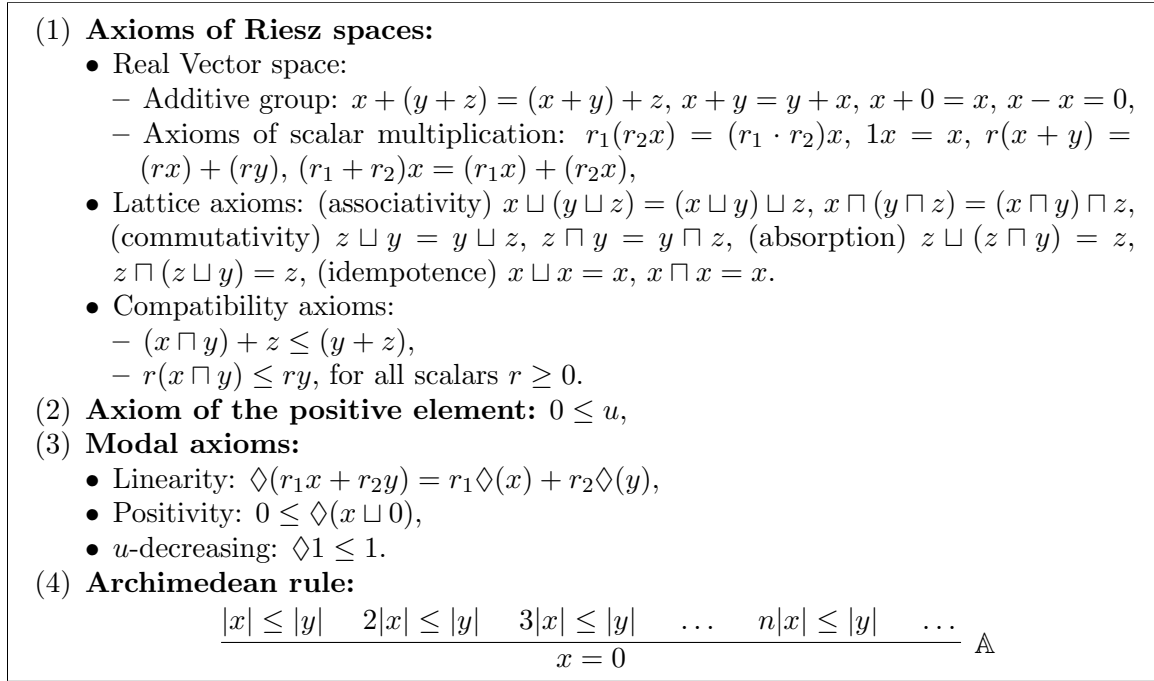 (1) Axioms of Riesz spaces:
• Real Vector space:
– Additive group: x + (y + z) = (x + y) + z, x + y = y + x, x + 0 = x, x − x = 0,
– Axioms of scalar multiplication: r₁(r₂x) = (r₁ · r₂)x, 1x = x, r(x + y) =
(rx) + (ry), (r₁ + r₂)x = (r₁x) + (r₂x),
• Lattice axioms: (associativity) x ⊔ (y ⊔ z) = (x ⊔ y) ⊔ z, x ⊓ (y ⊓ z) = (x ⊓ y) ⊓ z,
(commutativity) z ⊔ y = y ⊔ z, z ⊓ y = y ⊓ z, (absorption) z ⊔ (z ⊓ y) = z,
z ⊓ (z ⊔ y) = z, (idempotence) x ⊔ x = x, x ⊓ x = x.
• Compatibility axioms:
– (x ⊓ y) + z ≤ (y + z),
– r(x ⊓ y) ≤ ry, for all scalars r ≥ 0.
(2) Axiom of the positive element: 0 ≤ u,
(3) Modal axioms:
• Linearity: ◊(r₁x + r₂y) = r₁◊(x) + r₂◊(y),
• Positivity: 0 ≤ ◊(x ⊔ 0),
• u-decreasing: ◊1 ≤ 1.
(4) Archimedean rule:
|x| ≤ |y| 2|x| ≤ |y| 3|x| ≤ |y| … n|x| ≤ |y| …
x = 0 𝔸